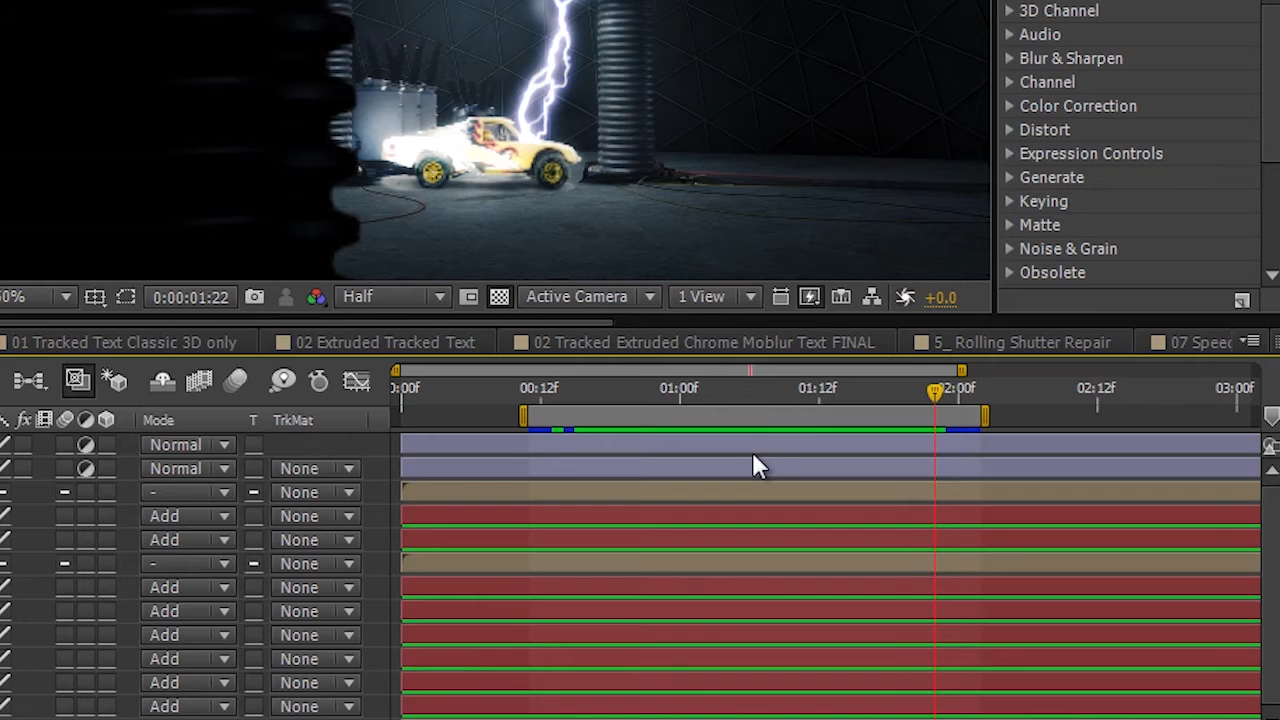 3D Channel
Audio
Blur & Sharpen
Channel
Color Correction
Distort
Expression Controls
Generate
Keying
Matte
Noise & Grain
Obsolete
0% 0:00:01:22 Half Active Camera 1 View +0.0
01 Tracked Text Classic 3D only 02 Extruded Tracked Text 02 Tracked Extruded Chrome Moblur Text FINAL 5_ Rolling Shutter Repair 07 Speed
0:00f 00:12f 01:00f 01:12f 02:00f 02:12f 03:00f
fx Mode T TrkMat
Normal
Normal None
- None
Add None
Add None
- None
Add None
Add None
Add None
Add None
Add None
Add None